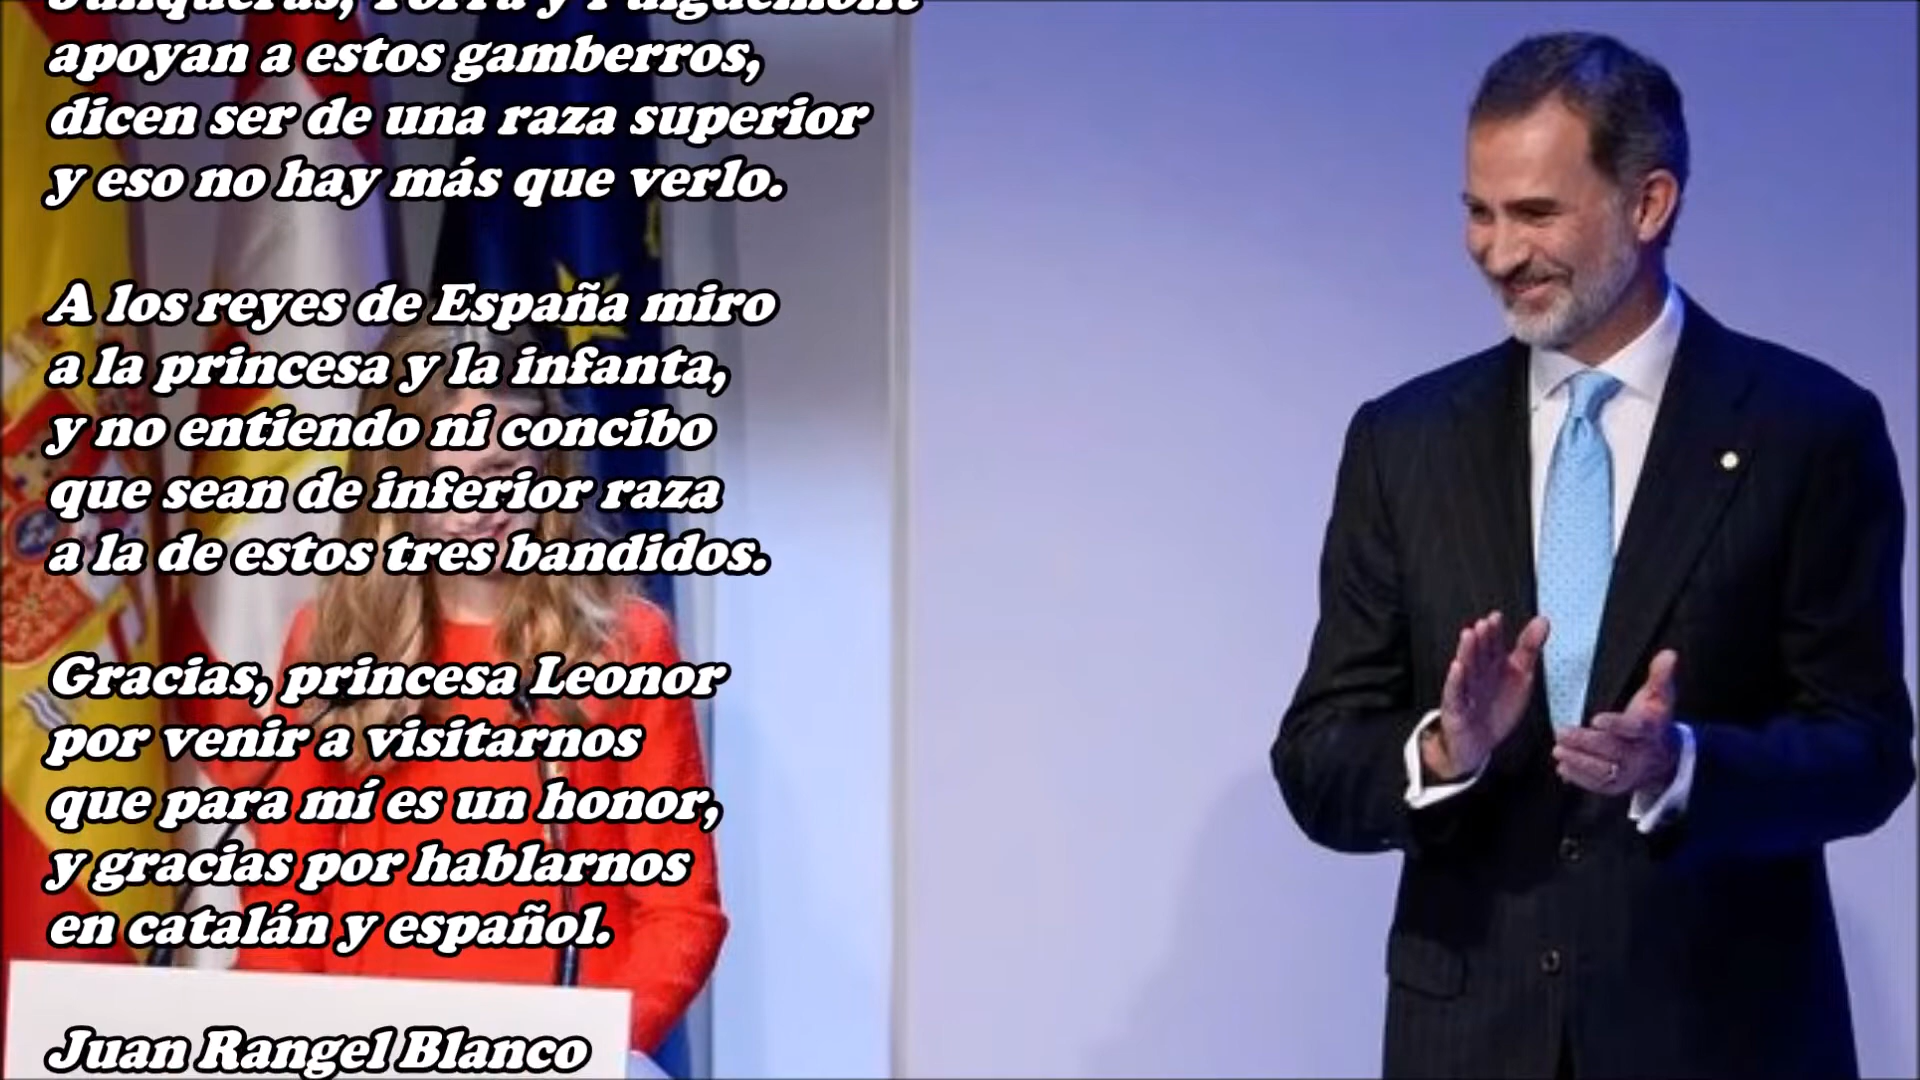 Junqueras, Torra y Puigdemont
apoyan a estos gamberros,
dicen ser de una raza superior
y eso no hay más que verlo.
A los reyes de España miro
a la princesa y la infanta,
y no entiendo ni concibo
que sean de inferior raza
a la de estos tres bandidos.
Gracias, princesa Leonor
por venir a visitarnos
que para mí es un honor,
y gracias por hablarnos
en catalán y español.
Juan Rangel Blanco